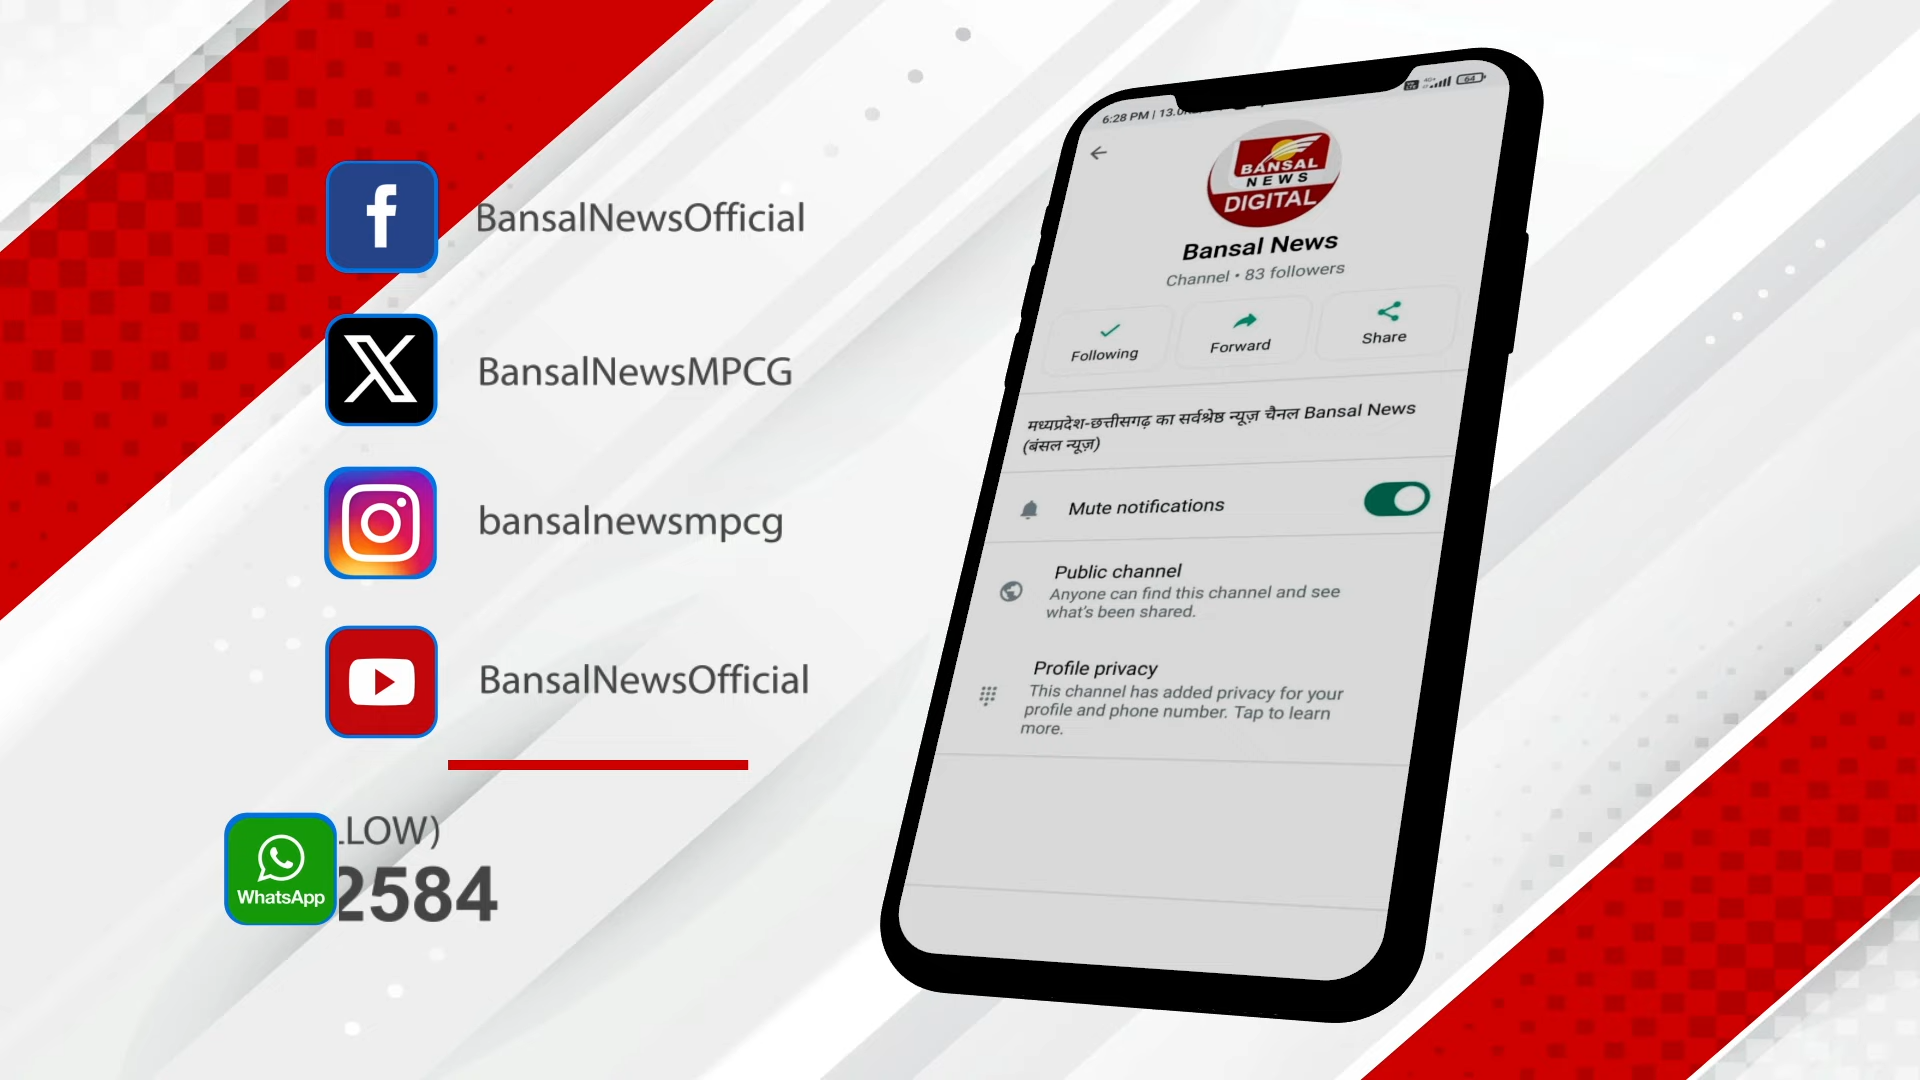 BansalNewsOfficial
BansalNewsMPCG
bansalnewsmpcg
BansalNewsOfficial
LLOW)
WhatsApp
2584
6:28 PM |
64
BANSAL
NEWS
DIGITAL
Bansal News
Channel • 83 followers
Following
Forward
Share
मध्यप्रदेश-छत्तीसगढ़ का सर्वश्रेष्ठ न्यूज़ चैनल Bansal News
(बंसल न्यूज़)
Mute notifications
Public channel
Anyone can find this channel and see
what's been shared.
Profile privacy
This channel has added privacy for your
profile and phone number. Tap to learn
more.